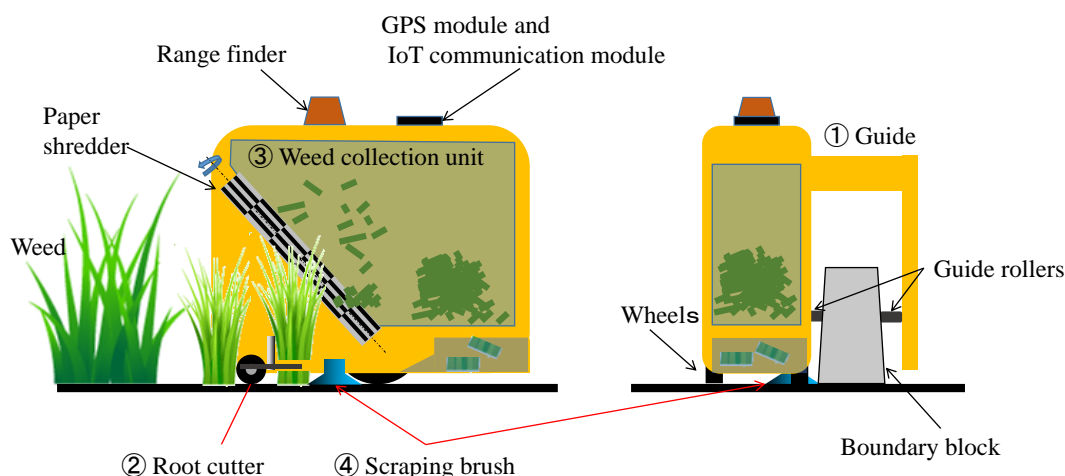 GPS module and
IoT communication module
Range finder
Paper
shredder
① Guide
③ Weed collection unit
Weed
Guide rollers
Wheels
Boundary block
② Root cutter
④ Scraping brush